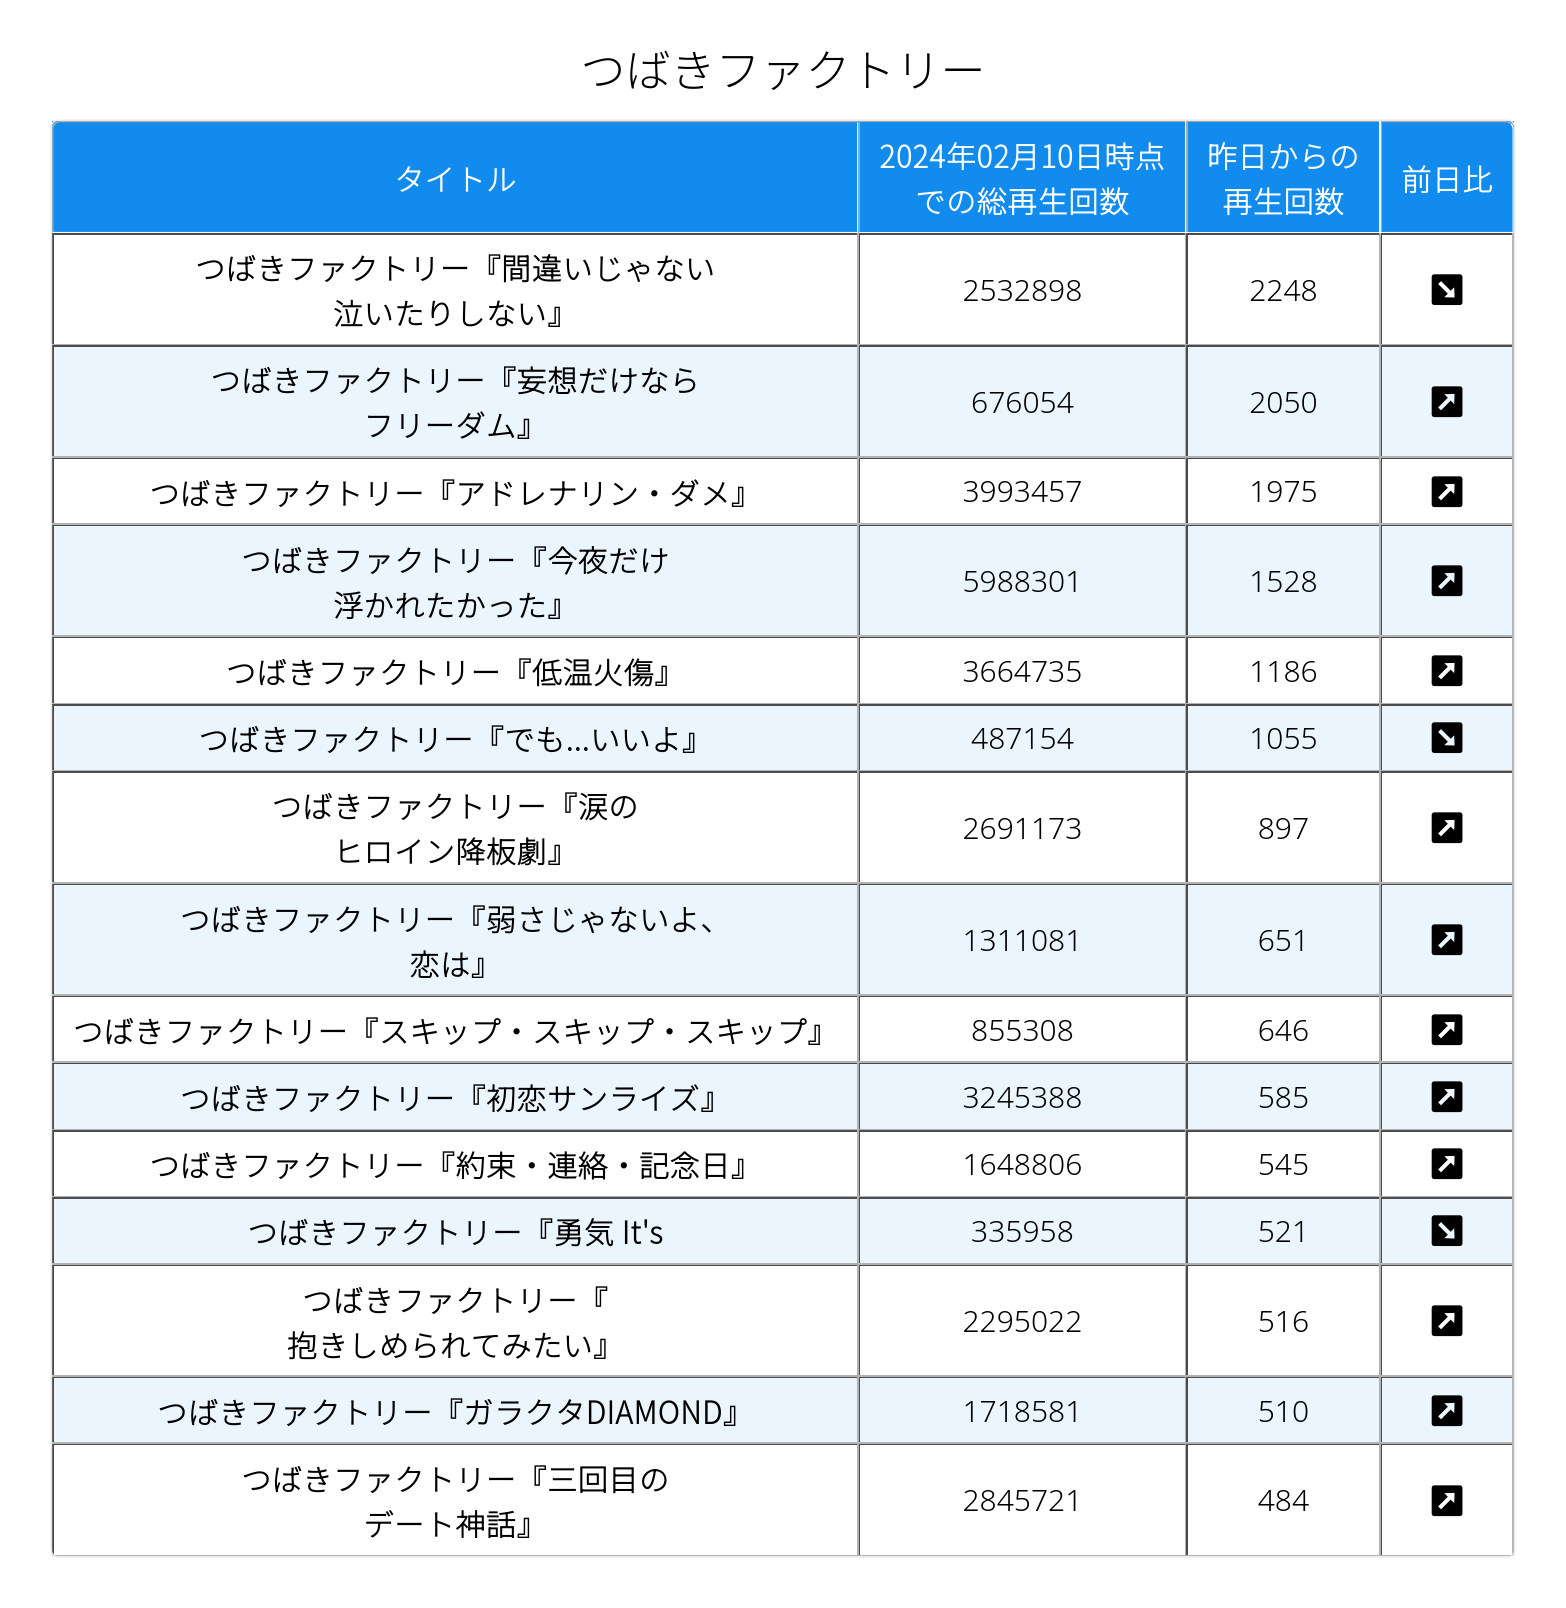 つばきファクトリー
タイトル
2024年02月10日時点
での総再生回数
昨日からの
再生回数
前日比
つばきファクトリー『間違いじゃない
泣いたりしない』
2532898
2248
↘
つばきファクトリー『妄想だけなら
フリーダム』
676054
2050
↗
つばきファクトリー『アドレナリン・ダメ』
3993457
1975
↗
つばきファクトリー『今夜だけ
浮かれたかった』
5988301
1528
↗
つばきファクトリー『低温火傷』
3664735
1186
↗
つばきファクトリー『でも...いいよ』
487154
1055
↘
つばきファクトリー『涙の
ヒロイン降板劇』
2691173
897
↗
つばきファクトリー『弱さじゃないよ、
恋は』
1311081
651
↗
つばきファクトリー『スキップ・スキップ・スキップ』
855308
646
↗
つばきファクトリー『初恋サンライズ』
3245388
585
↗
つばきファクトリー『約束・連絡・記念日』
1648806
545
↗
つばきファクトリー『勇気 It's
335958
521
↘
つばきファクトリー『
抱きしめられてみたい』
2295022
516
↗
つばきファクトリー『ガラクタDIAMOND』
1718581
510
↗
つばきファクトリー『三回目の
デート神話』
2845721
484
↗